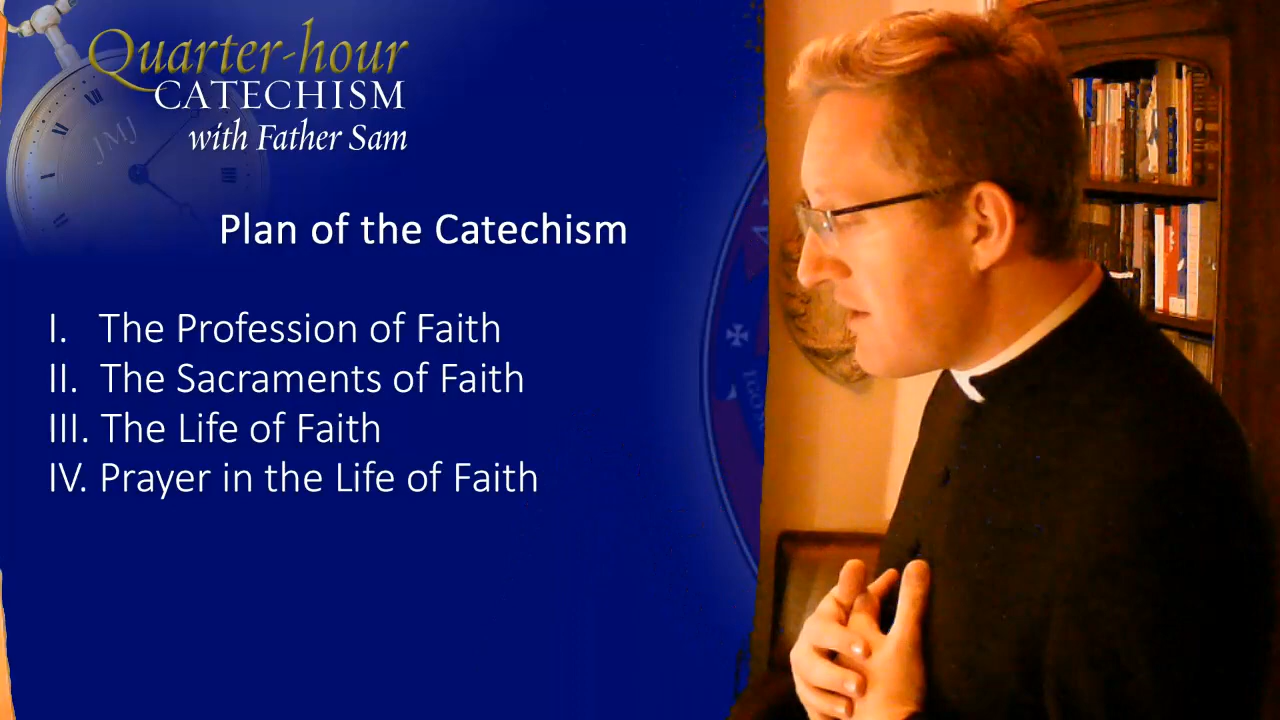 Quarter-hour
CATECHISM
with Father Sam
JMJ
Plan of the Catechism
I. The Profession of Faith
II. The Sacraments of Faith
III. The Life of Faith
IV. Prayer in the Life of Faith